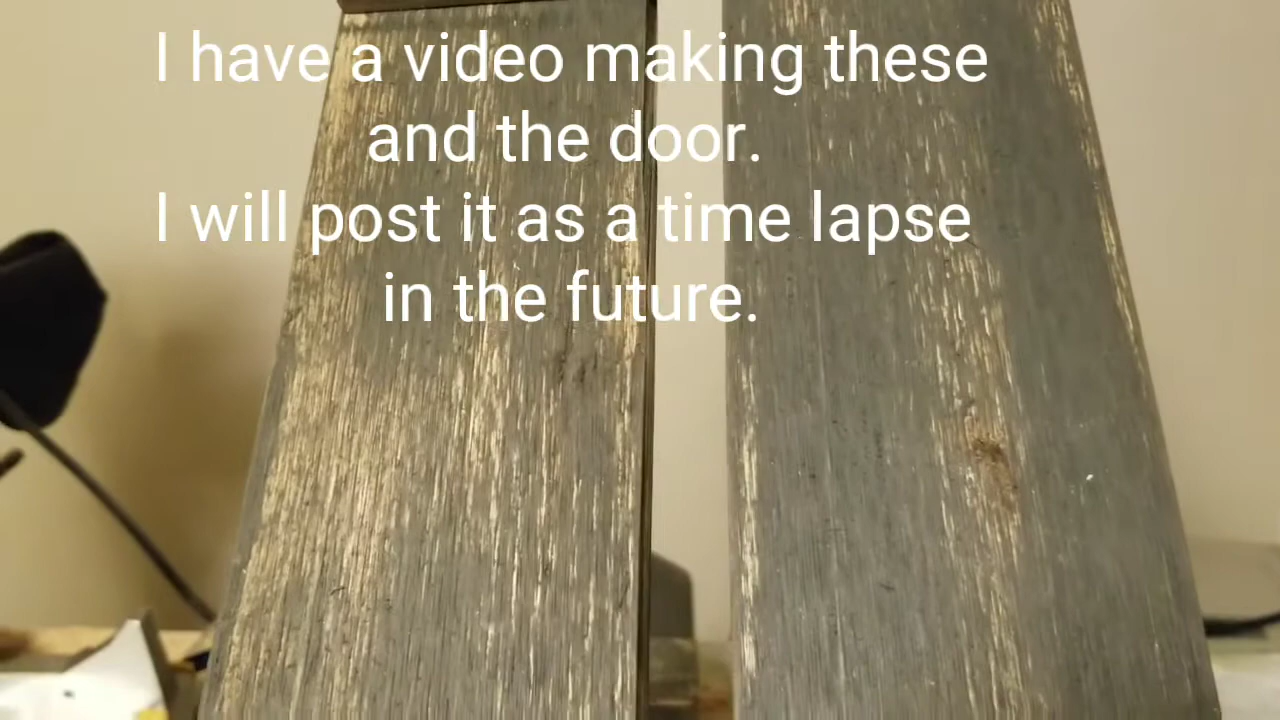 I have a video making these
and the door.
I will post it as a time lapse
in the future.